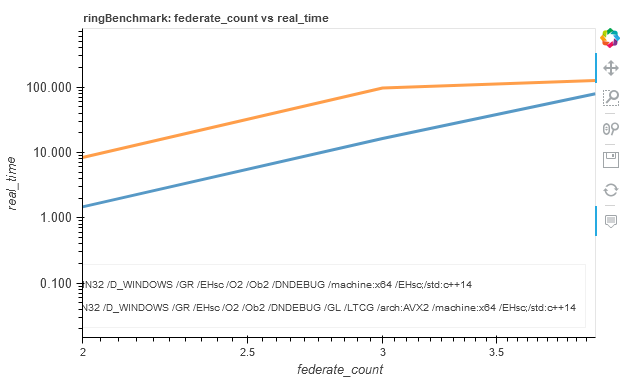 ringBenchmark: federate_count vs real_time
100.000
10.000
1.000
0.100
real_time
N32 /D_WINDOWS /GR /EHsc /O2 /Ob2 /DNDEBUG /machine:x64 /EHsc;/std:c++14
N32 /D_WINDOWS /GR /EHsc /O2 /Ob2 /DNDEBUG /GL /LTCG /arch:AVX2 /machine:x64 /EHsc;/std:c++14
2 2.5 3 3.5
federate_count